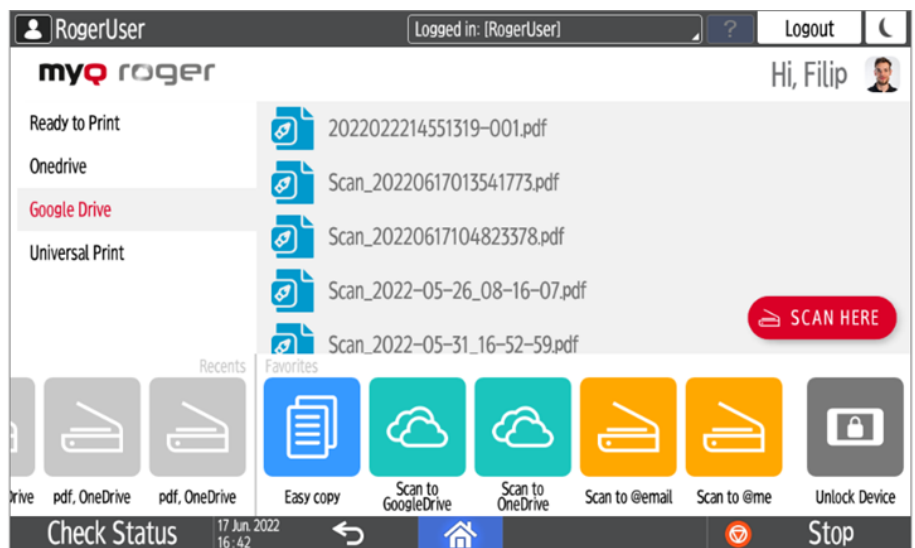 RogerUser
Logged in: [RogerUser]
?
Logout
myQ roger
Hi, Filip
Ready to Print
Onedrive
Google Drive
Universal Print
2022022214551319-001.pdf
Scan_20220617013541773.pdf
Scan_20220617104823378.pdf
Scan_2022-05-26_08-16-07.pdf
Scan_2022-05-31_16-52-59.pdf
SCAN HERE
Recents
Favorites
rive
pdf, OneDrive
pdf, OneDrive
Easy copy
Scan to
GoogleDrive
Scan to
OneDrive
Scan to @email
Scan to @me
Unlock Device
Check Status
17 Jun. 2022
16:42
Stop